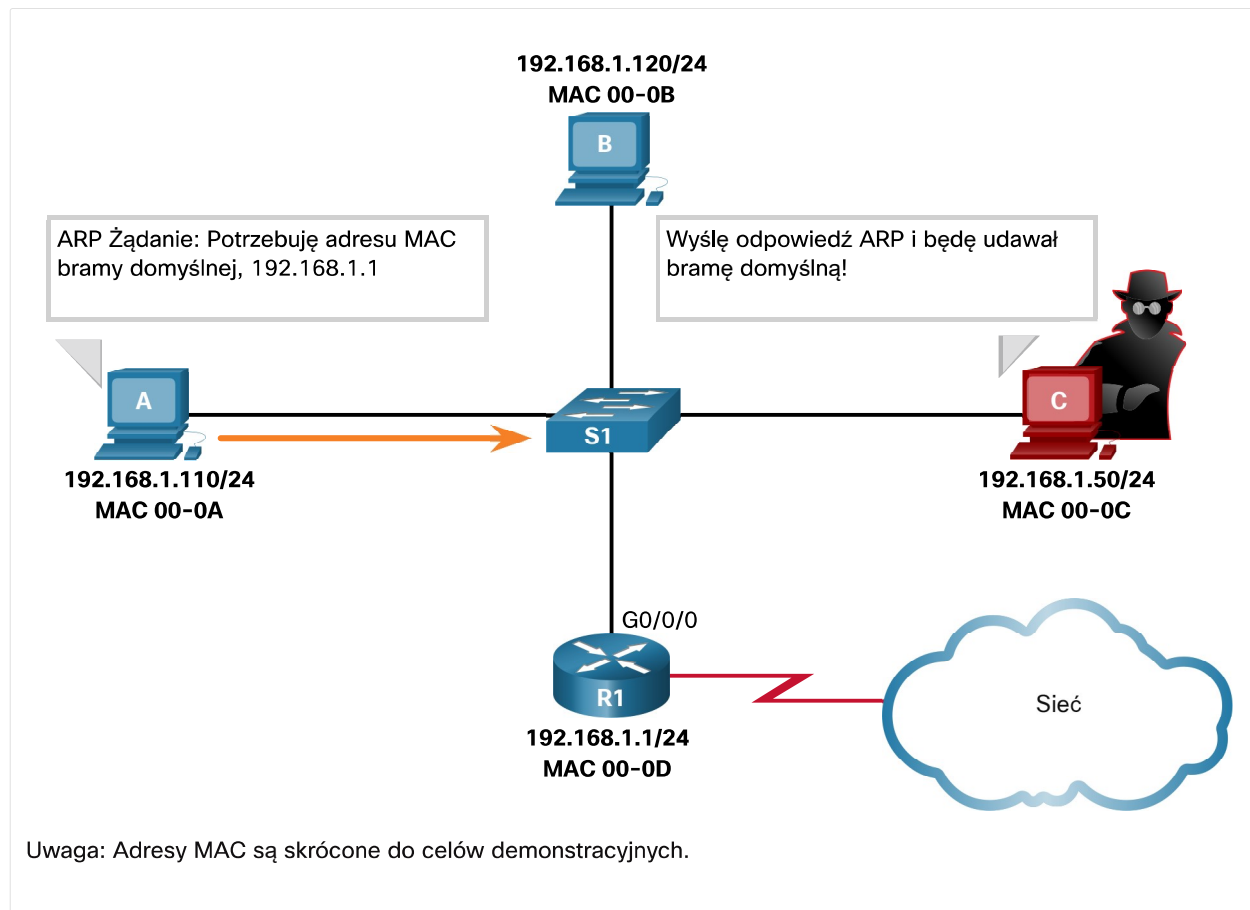 192.168.1.120/24
MAC 00-0B
B
ARP Żądanie: Potrzebuję adresu MAC
bramy domyślnej, 192.168.1.1
Wyślę odpowiedź ARP i będę udawał
bramę domyślną!
A
S1
C
192.168.1.110/24
MAC 00-0A
192.168.1.50/24
MAC 00-0C
G0/0/0
R1
Sieć
192.168.1.1/24
MAC 00-0D
Uwaga: Adresy MAC są skrócone do celów demonstracyjnych.